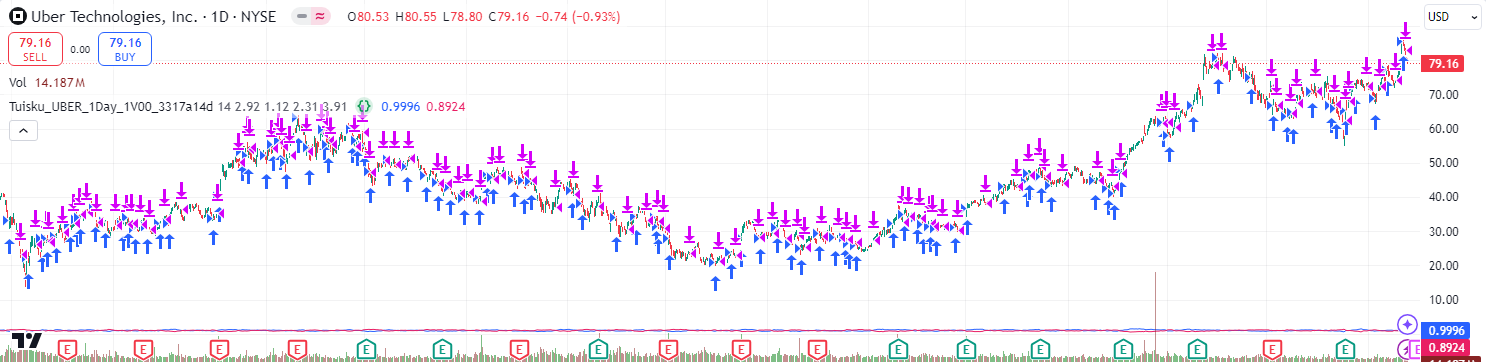 Uber Technologies, Inc. · 1D · NYSE O80.53 H80.55 L78.80 C79.16 −0.74 (−0.93%) USD
79.16 SELL 0.00 79.16 BUY
79.16
Vol 14.187M
70.00
Tuisku_UBER_1Day_1V00_3317a14d 14 2.92 1.12 2.31 3.91 0.9996 0.8924
60.00
50.00
40.00
30.00
20.00
10.00
0.9996
E E E E E E E E E E E E E E E E E E
0.8924